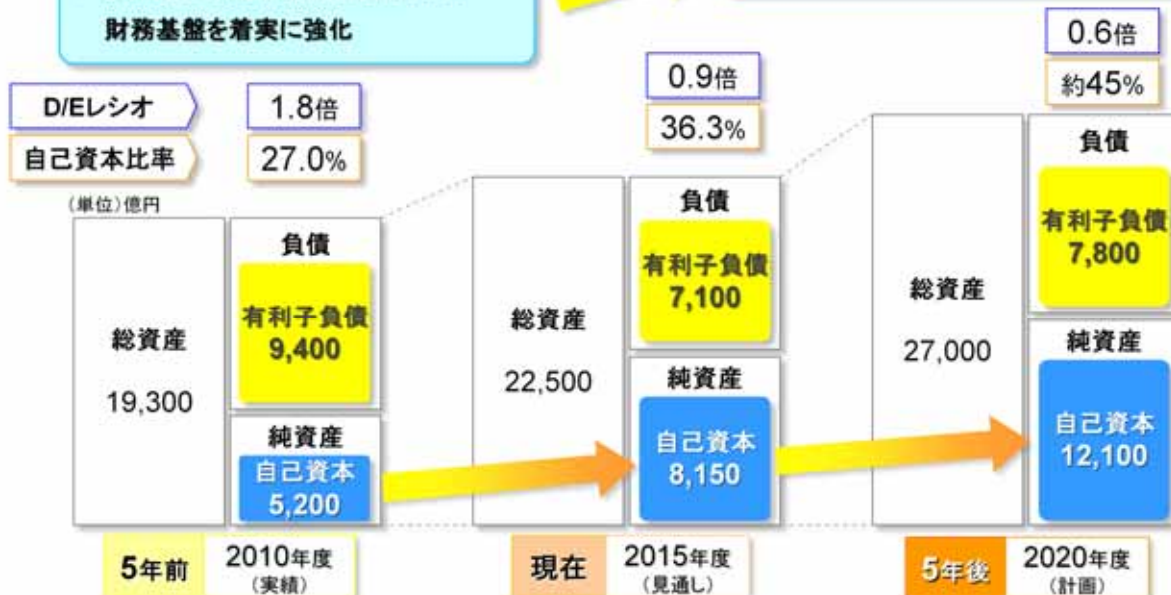 財務基盤を着実に強化
0.6倍
約45%
0.9倍
36.3%
D/Eレシオ
1.8倍
自己資本比率
27.0%
(単位)億円
総資産
19,300
負債
有利子負債
9,400
純資産
自己資本
5,200
総資産
22,500
負債
有利子負債
7,100
純資産
自己資本
8,150
総資産
27,000
負債
有利子負債
7,800
純資産
自己資本
12,100
5年前
2010年度
(実績)
現在
2015年度
(見通し)
5年後
2020年度
(計画)